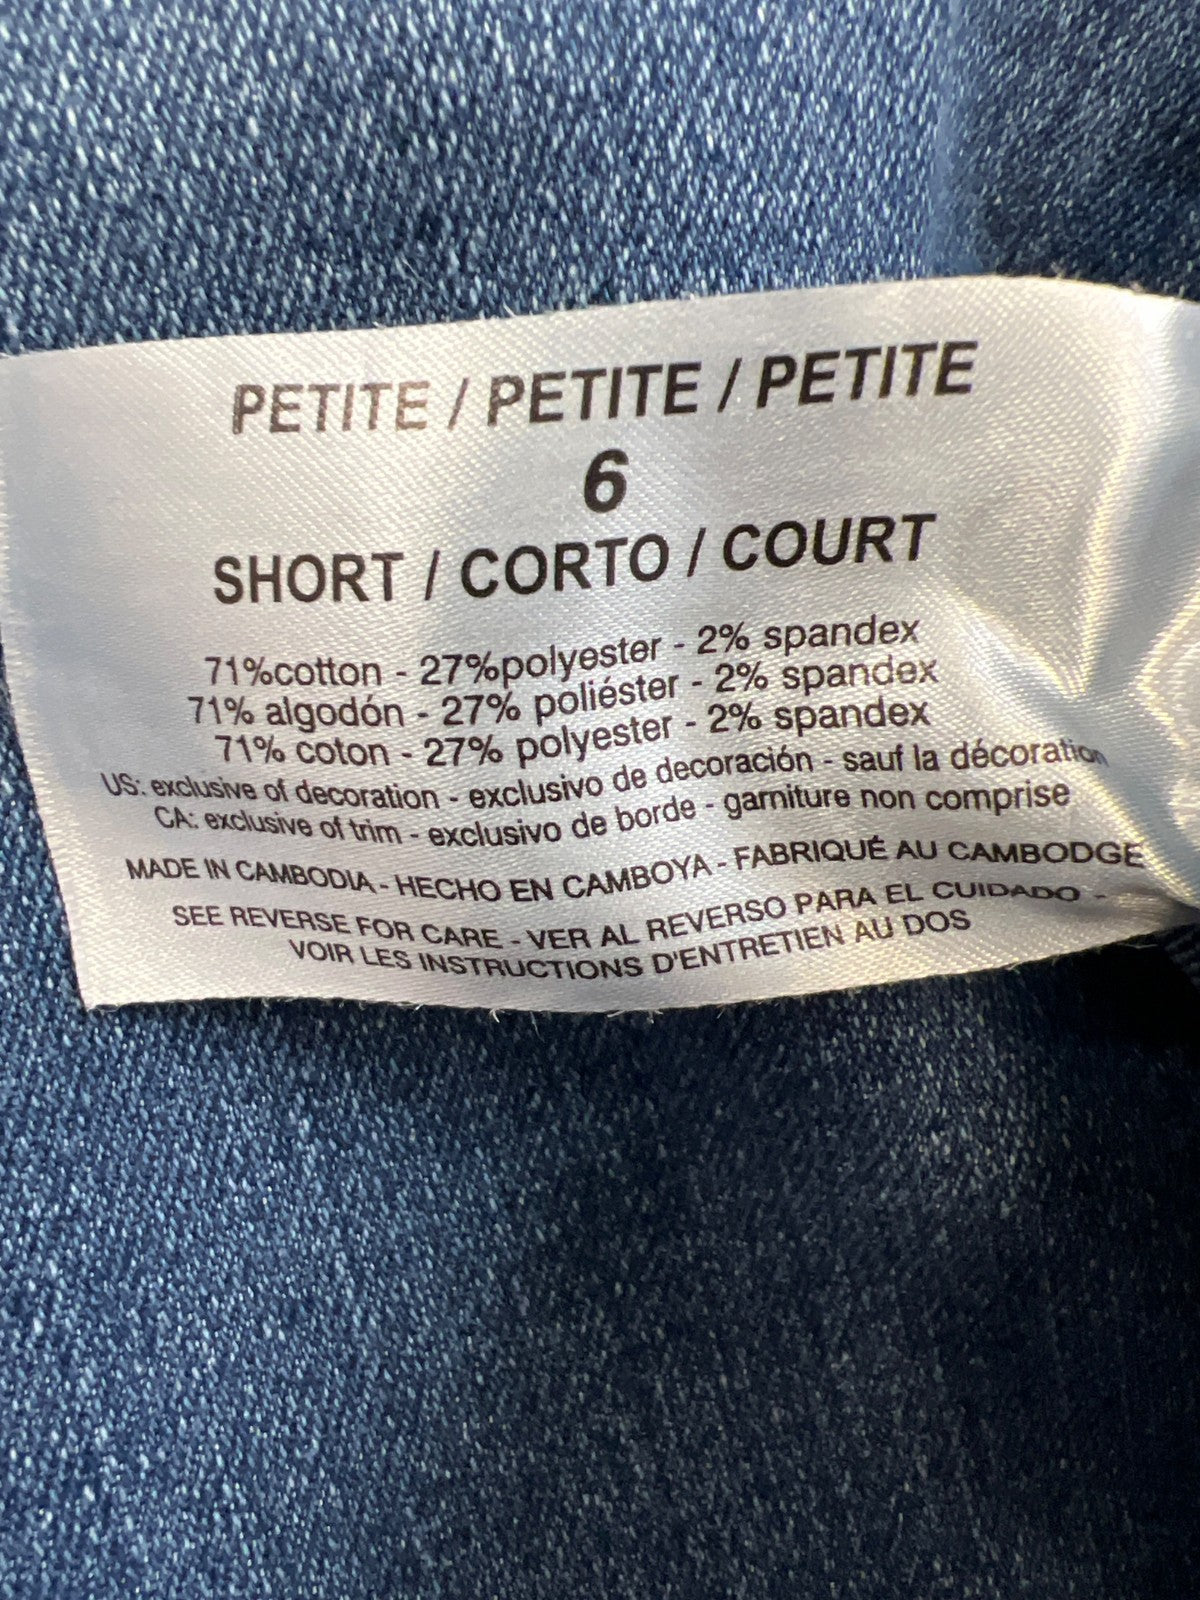 PETITE / PETITE / PETITE
6
SHORT / CORTO / COURT
71%cotton - 27%polyester - 2% spandex
71% algodón - 27% poliéster - 2% spandex
71% coton - 27% polyester - 2% spandex
US: exclusive of decoration - exclusivo de decoración - sauf la décoration
CA: exclusive of trim - exclusivo de borde - garniture non comprise
MADE IN CAMBODIA - HECHO EN CAMBOYA - FABRIQUÉ AU CAMBODGE
SEE REVERSE FOR CARE - VER AL REVERSO PARA EL CUIDADO -
VOIR LES INSTRUCTIONS D'ENTRETIEN AU DOS